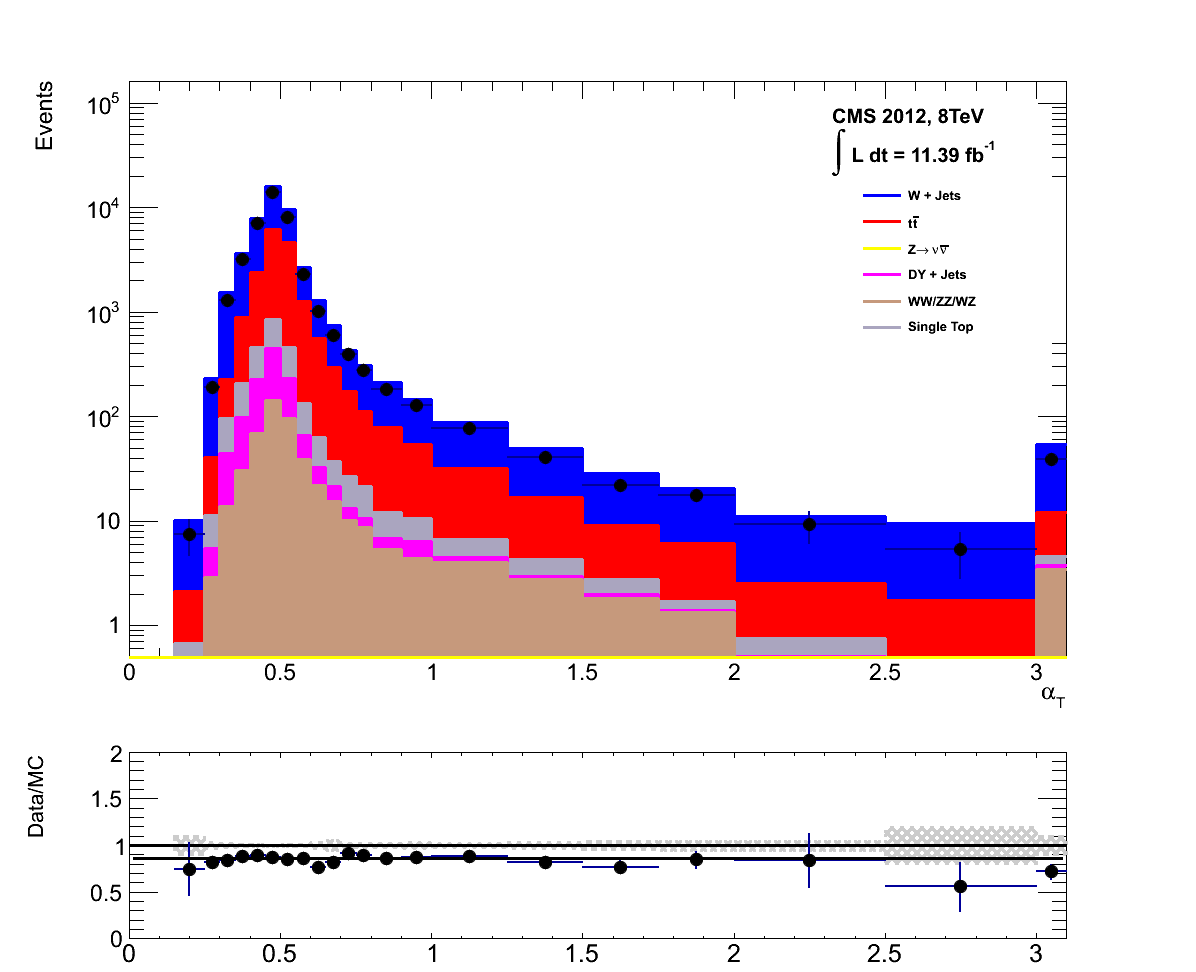 Events
10⁵
10⁴
10³
10²
10
1
CMS 2012, 8TeV
∫ L dt = 11.39 fb⁻¹
W + Jets
tt̅
Z→ νν̅
DY + Jets
WW/ZZ/WZ
Single Top
0 0.5 1 1.5 2 2.5 3
α_T
Data/MC
2
1.5
1
0.5
0
0 0.5 1 1.5 2 2.5 3